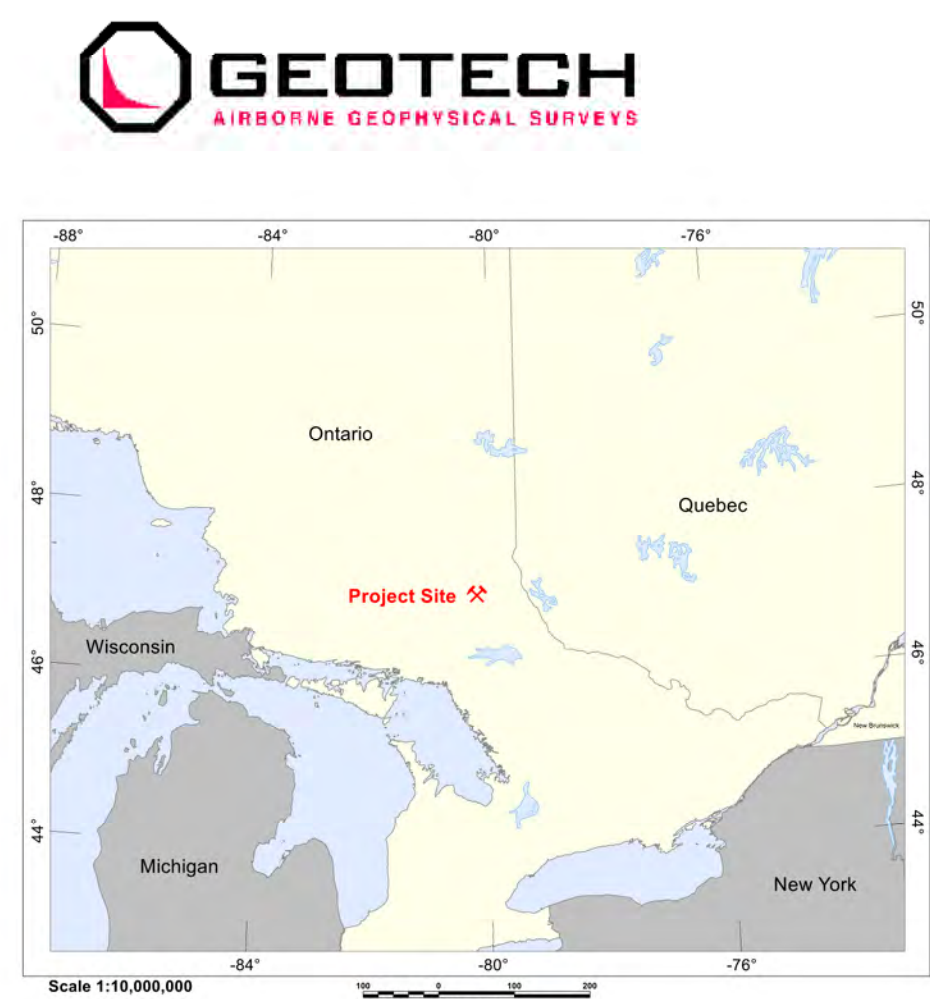 GEOTECH
AIRBORNE GEOPHYSICAL SURVEYS
-88° -84° -80° -76°
50° 50°
Ontario
48° 48°
Quebec
Project Site
Wisconsin
46° 46°
New Brunswick
44° 44°
Michigan
New York
-84° -80° -76°
Scale 1:10,000,000
100 0 100 200